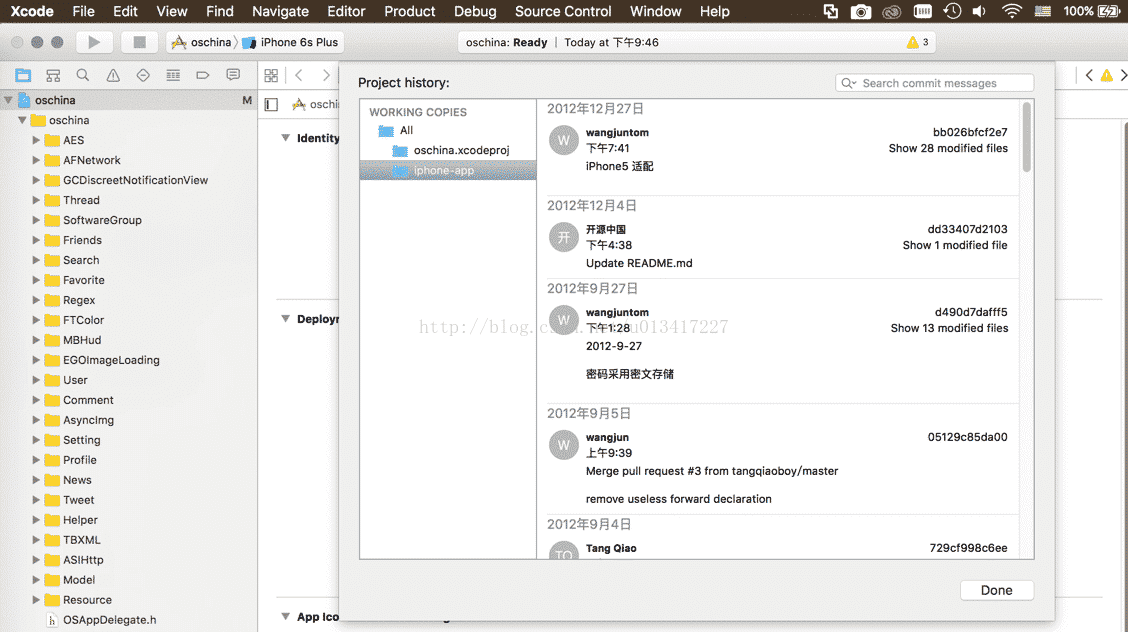 Xcode File Edit View Find Navigate Editor Product Debug Source Control Window Help 100%
oschina iPhone 6s Plus
oschina: Ready | Today at 下午9:46
3
oschina M
oschina
AES
AFNetwork
GCDiscreetNotificationView
Thread
SoftwareGroup
Friends
Search
Favorite
Regex
FTColor
MBHud
EGOImageLoading
User
Comment
AsyncImg
Setting
Profile
News
Tweet
Helper
TBXML
ASIHttp
Model
Resource
OSAppDelegate.h
Identity
Project history:
Search commit messages
WORKING COPIES
All
oschina.xcodeproj
iphone-app
2012年12月27日
W
wangjuntom bb026bfcf2e7
下午7:41 Show 28 modified files
iPhone5 适配
2012年12月4日
开
开源中国 dd33407d2103
下午4:38 Show 1 modified file
Update README.md
2012年9月27日
W
wangjuntom d490d7dafff5
下午1:28 Show 13 modified files
2012-9-27
密码采用密文存储
2012年9月5日
W
wangjun 05129c85da00
上午9:39
Merge pull request #3 from tangqiaoboy/master
remove useless forward declaration
2012年9月4日
TO
Tang Qiao 729cf998c6ee
Done